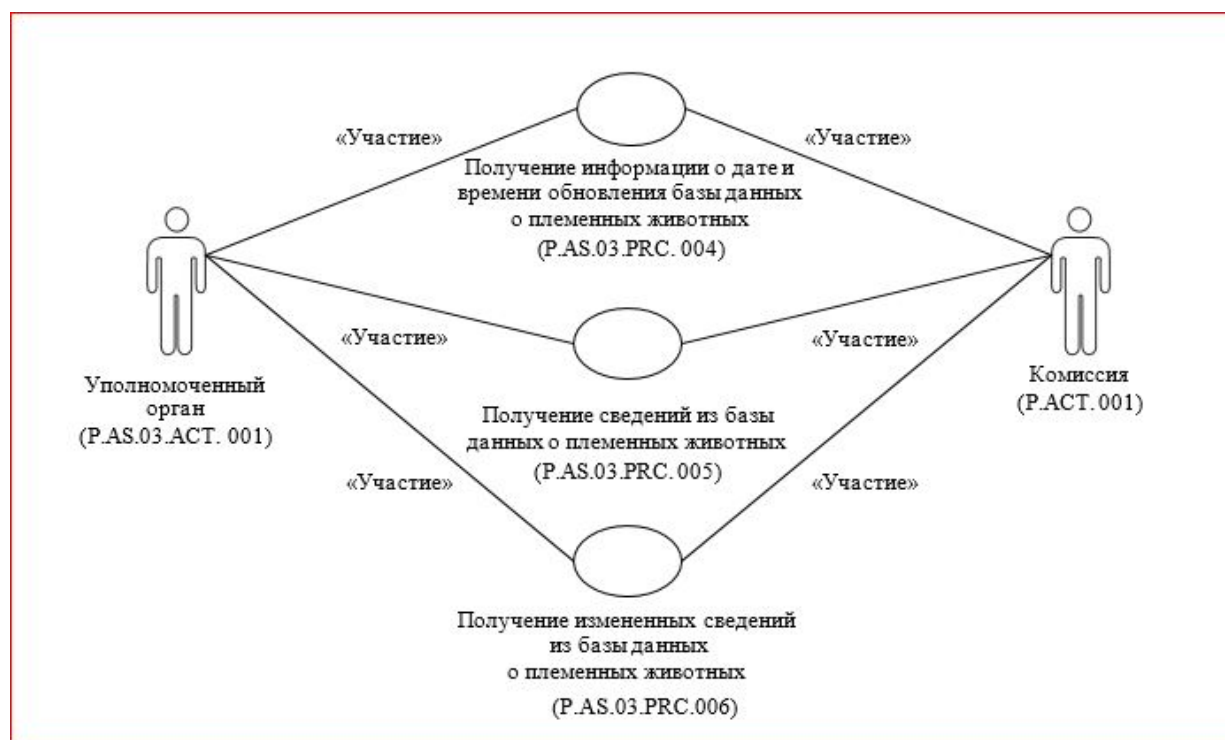 «Участие»
«Участие»
Получение информации о дате и
времени обновления базы данных
о племенных животных
(P.AS.03.PRC. 004)
«Участие»
«Участие»
Уполномоченный
орган
(P.AS.03.ACT. 001)
Комиссия
(P.ACT. 001)
Получение сведений из базы
данных о племенных животных
(P.AS.03.PRC. 005)
«Участие»
«Участие»
Получение измененных сведений
из базы данных
о племенных животных
(P.AS.03.PRC.006)